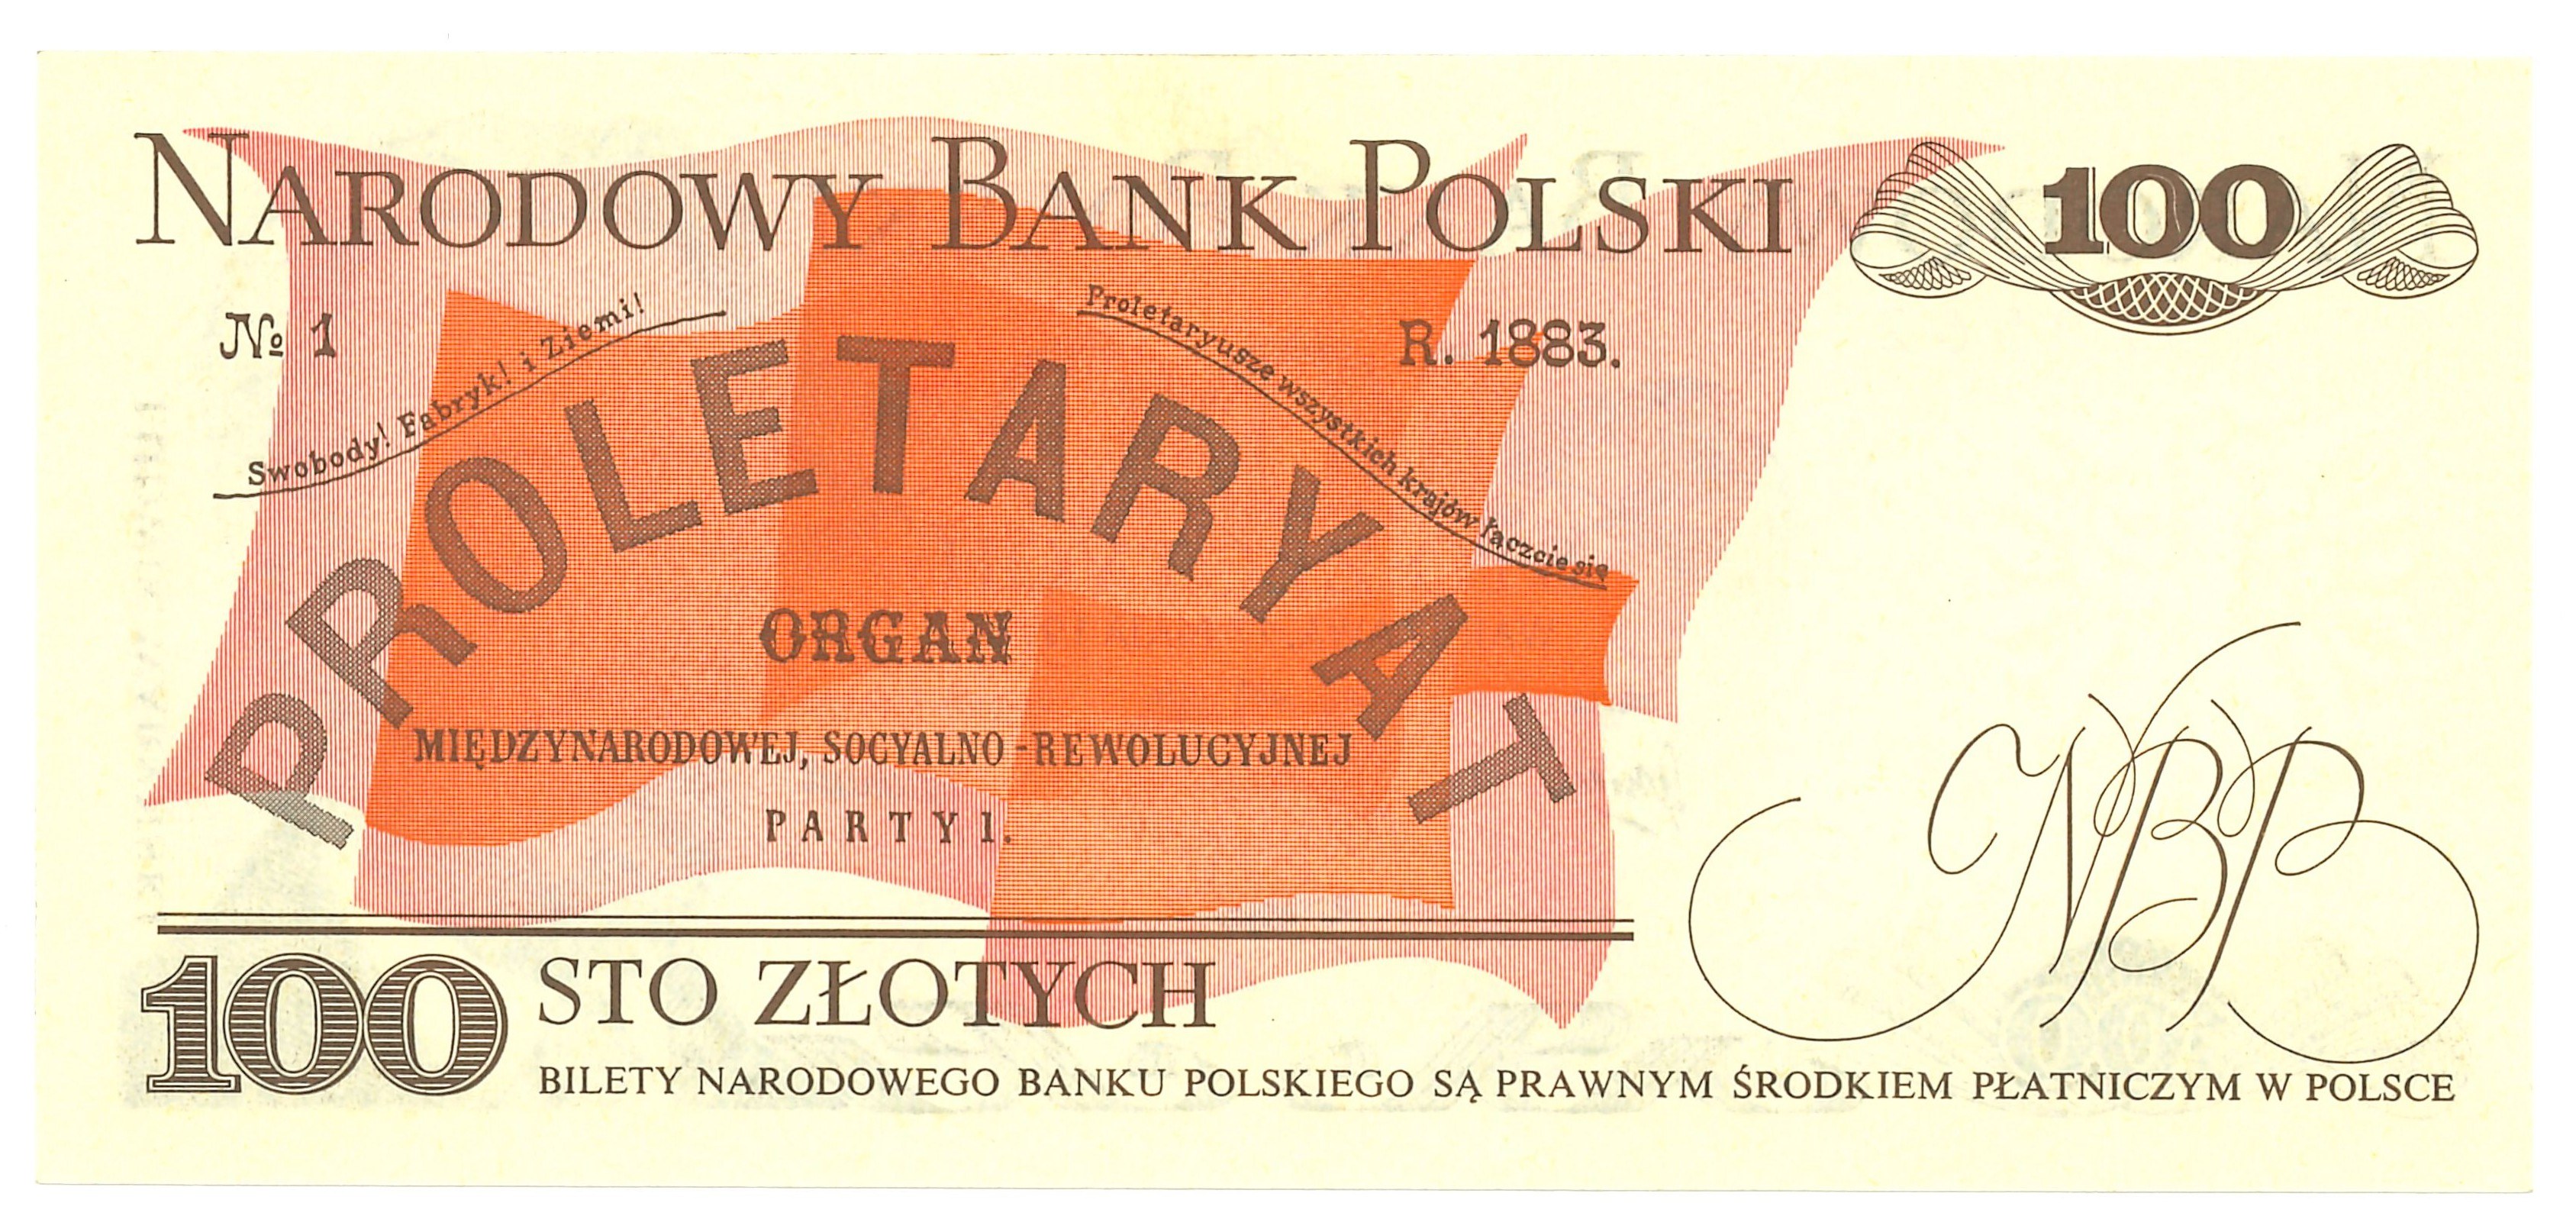 NARODOWY BANK POLSKI
100
№ 1
R. 1883.
Swobody! Fabryk! i Ziemi!
Proletaryusze wszystkich krajów łączcie się
PROLETARYAT
ORGAN
MIĘDZYNARODOWEJ, SOCYALNO-REWOLUCYJNEJ
PARTYI.
NBP
100
STO ZŁOTYCH
BILETY NARODOWEGO BANKU POLSKIEGO SĄ PRAWNYM ŚRODKIEM PŁATNICZYM W POLSCE